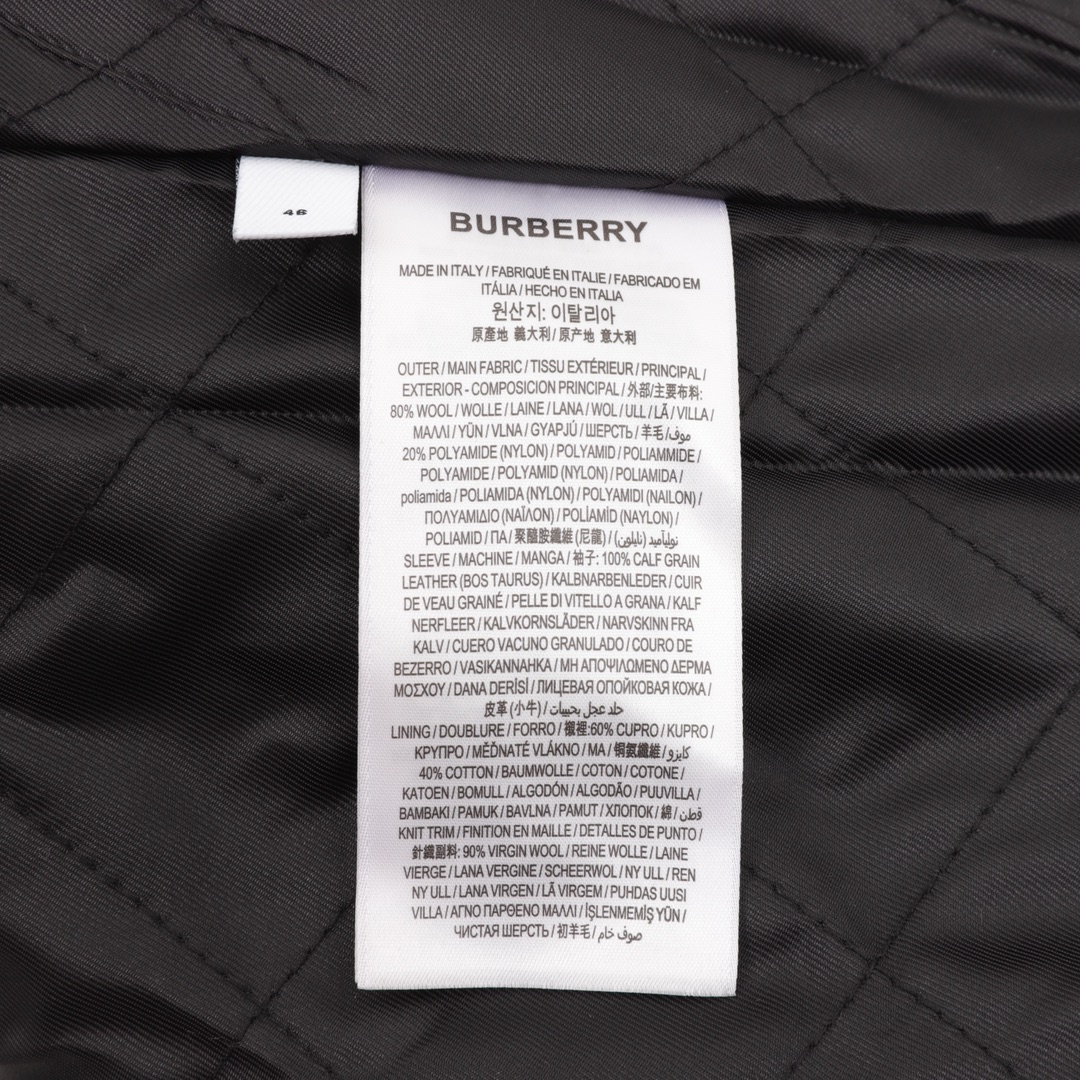 46
BURBERRY
MADE IN ITALY / FABRIQUÉ EN ITALIE / FABRICADO EM
ITÁLIA / HECHO EN ITALIA
원산지: 이탈리아
原產地 義大利 / 原产地 意大利
OUTER / MAIN FABRIC / TISSU EXTÉRIEUR / PRINCIPAL /
EXTERIOR - COMPOSICION PRINCIPAL / 外部/主要布料:
80% WOOL / WOLLE / LAINE / LANA / WOL / ULL / LÃ / VILLA /
ΜΑΛΛΙ / YÜN / VLNA / GYAPJÚ / ШЕРСТЬ / 羊毛 / موف
20% POLYAMIDE (NYLON) / POLYAMID / POLIAMMIDE /
POLYAMIDE / POLYAMID (NYLON) / POLIAMIDA /
poliamida / POLIAMIDA (NYLON) / POLYAMIDI (NAILON) /
ΠΟΛΥΑΜΙΔΙΟ (ΝΑΪΛΟΝ) / POLİAMİD (NAYLON) /
POLIAMID / ПА / 聚醯胺纖維 (尼龍) / (نايلون)
SLEEVE / MACHINE / MANGA / 袖子: 100% CALF GRAIN
LEATHER (BOS TAURUS) / KALBNARBENLEDER / CUIR
DE VEAU GRAINÉ / PELLE DI VITELLO A GRANA / KALF
NERFLEER / KALVKORNSLÄDER / NARVSKINN FRA
KALV / CUERO VACUNO GRANULADO / COURO DE
BEZERRO / VASIKANNAHKA / ΜΗ ΑΠΟΨΙΛΩΜΕΝΟ ΔΕΡΜΑ
ΜΟΣΧΟΥ / DANA DERİSİ / ЛИЦЕВАЯ ОПОЙКОВАЯ КОЖА /
皮革 (小牛) / جلد عجل بحبيبات
LINING / DOUBLURE / FORRO / 襯裡:60% CUPRO / KUPRO /
КРУПРО / MĚĎNATÉ VLÁKNO / MA / 铜氨纖維 /
40% COTTON / BAUMWOLLE / COTON / COTONE /
KATOEN / BOMULL / ALGODÓN / ALGODÃO / PUUVILLA /
BAMBAKI / PAMUK / BAVLNA / PAMUT / ХЛОПОК / 綿 / قطن
KNIT TRIM / FINITION EN MAILLE / DETALLES DE PUNTO /
針織副料: 90% VIRGIN WOOL / REINE WOLLE / LAINE
VIERGE / LANA VERGINE / SCHEERWOL / NY ULL / REN
NY ULL / LANA VIRGEN / LÃ VIRGEM / PUHDAS UUSI
VILLA / ΑΓΝΟ ΠΑΡΘΕΝΟ ΜΑΛΛΙ / İŞLENMEMİŞ YÜN /
ЧИСТАЯ ШЕРСТЬ / 初羊毛 / صوف خام